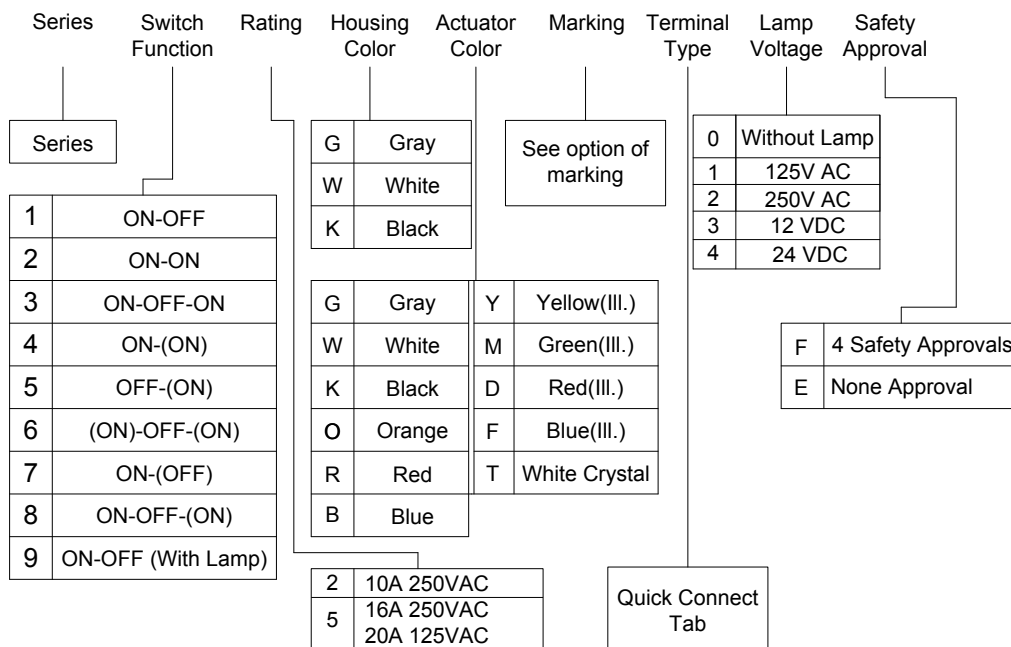 Series Switch Function Rating Housing Color Actuator Color Marking Terminal Type Lamp Voltage Safety Approval
Series
1 ON-OFF
2 ON-ON
3 ON-OFF-ON
4 ON-(ON)
5 OFF-(ON)
6 (ON)-OFF-(ON)
7 ON-(OFF)
8 ON-OFF-(ON)
9 ON-OFF (With Lamp)
G Gray
W White
K Black
G Gray
W White
K Black
O Orange
R Red
B Blue
Y Yellow(Ill.)
M Green(Ill.)
D Red(Ill.)
F Blue(Ill.)
T White Crystal
2 10A 250VAC
5 16A 250VAC
20A 125VAC
See option of
marking
Quick Connect
Tab
0 Without Lamp
1 125V AC
2 250V AC
3 12 VDC
4 24 VDC
F 4 Safety Approvals
E None Approval